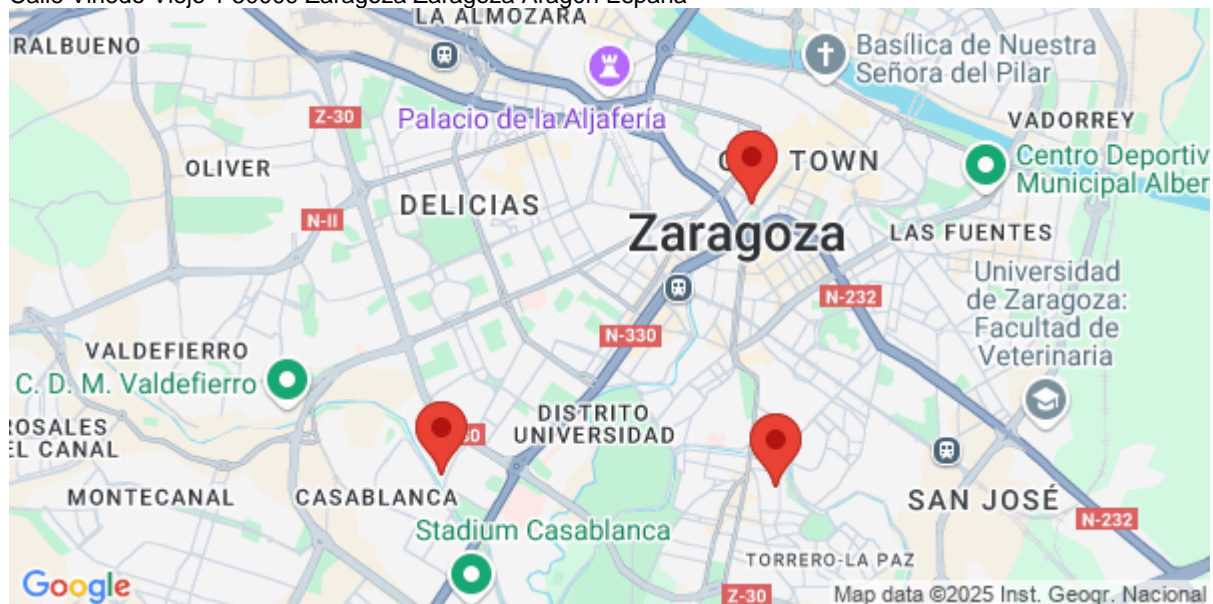 Calle Viñedo Viejo 1 50009 Zaragoza Zaragoza Aragón España
LA ALMOZARA
RALBUENO
Basílica de Nuestra
Señora del Pilar
Z-30
Palacio de la Aljafería
VADORREY
OLIVER
TOWN
Centro Deportiv
Municipal Alber
DELICIAS
N-II
Zaragoza
LAS FUENTES
Universidad
de Zaragoza:
Facultad de
Veterinaria
N-232
N-330
VALDEFIERRO
C. D. M. Valdefierro
DISTRITO
UNIVERSIDAD
ROSALES
EL CANAL
MONTECANAL
CASABLANCA
SAN JOSÉ
N-232
Stadium Casablanca
TORRERO-LA PAZ
Google
Z-30
Map data ©2025 Inst. Geogr. Nacional